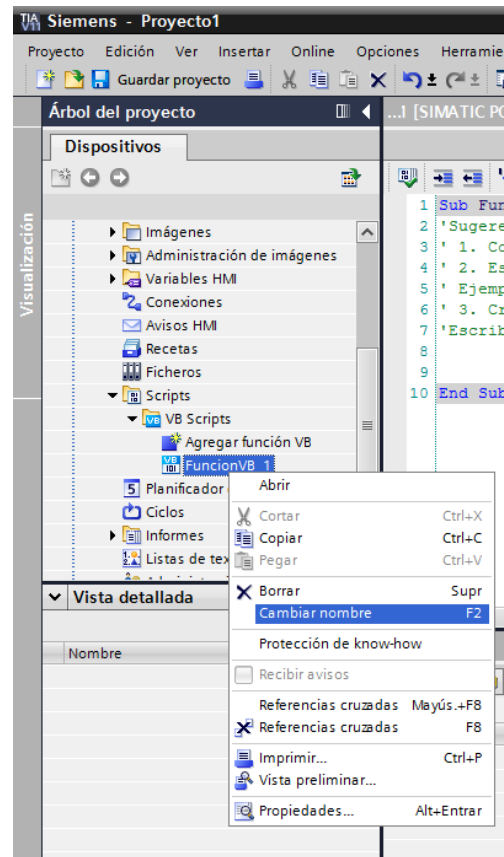 Siemens - Proyecto1
Proyecto Edición Ver Insertar Online Opciones
Guardar proyecto
Árbol del proyecto
...1 [SIMATIC
Dispositivos
Visualización
Imágenes
Administración de imágenes
Variables HMI
Conexiones
Avisos HMI
Recetas
Ficheros
Scripts
VB Scripts
Agregar función VB
FuncionVB_1
Planificador
Ciclos
Informes
Listas de
1 Sub
2 '
3 ' 1.
4 ' 2.
5 '
6 ' 3.
7 '
8
9
10 End Sub
Abrir
Cortar Ctrl+X
Copiar Ctrl+C
Pegar Ctrl+V
Borrar Supr
Cambiar nombre F2
Protección de know-how
Recibir avisos
Referencias cruzadas Mayús.+F8
Referencias cruzadas F8
Imprimir... Ctrl+P
Vista preliminar...
Propiedades... Alt+Entrar
Vista detallada
Nombre